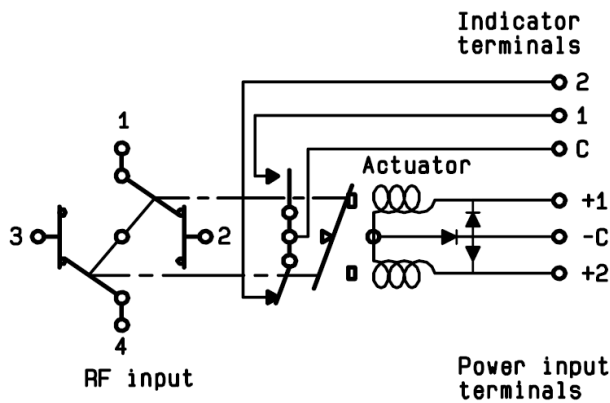 Indicator
terminals
2
1
C
1
Actuator
+1
3
2
-C
+2
4
RF input
Power input
terminals